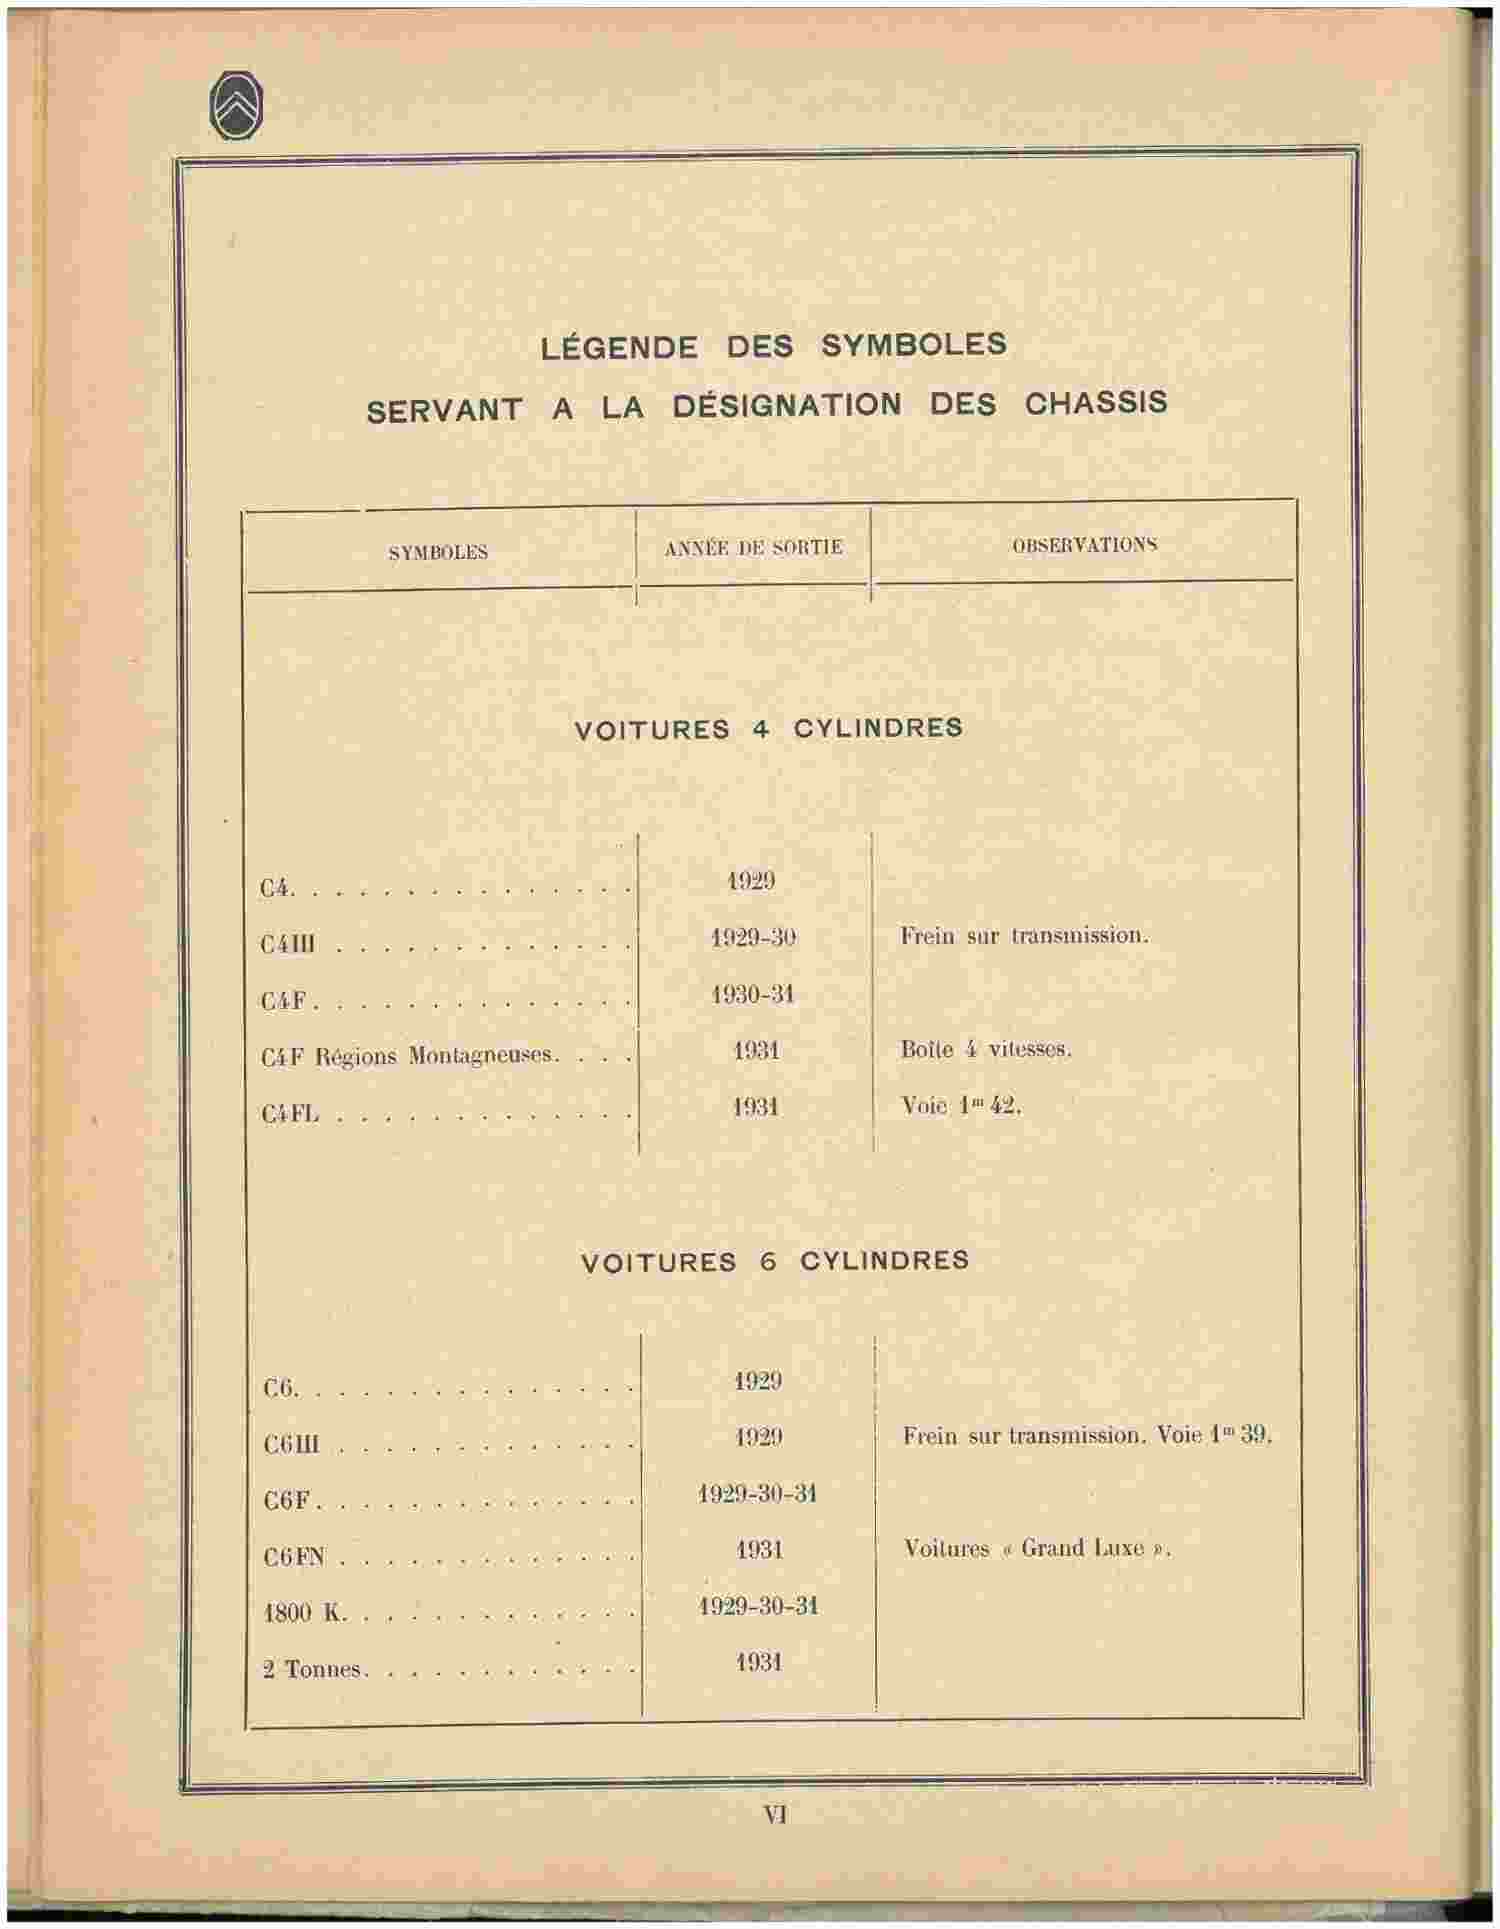 LÉGENDE DES SYMBOLES
SERVANT A LA DÉSIGNATION DES CHASSIS
SYMBOLES ANNÉE DE SORTIE OBSERVATIONS
VOITURES 4 CYLINDRES
C4. . . . . . . . . . . . . . . 1929
C4III . . . . . . . . . . . . . 1929-30 Frein sur transmission.
C4F. . . . . . . . . . . . . . 1930-31
C4F Régions Montagneuses. . . . 1931 Boîte 4 vitesses.
C4FL . . . . . . . . . . . . . 1931 Voie 1m 42.
VOITURES 6 CYLINDRES
C6. . . . . . . . . . . . . . . 1929
C6III . . . . . . . . . . . . . 1929 Frein sur transmission. Voie 1m 39.
C6F. . . . . . . . . . . . . . 1929-30-31
C6FN . . . . . . . . . . . . . 1931 Voitures « Grand Luxe ».
1800 K. . . . . . . . . . . . . 1929-30-31
2 Tonnes. . . . . . . . . . . . 1931
VI